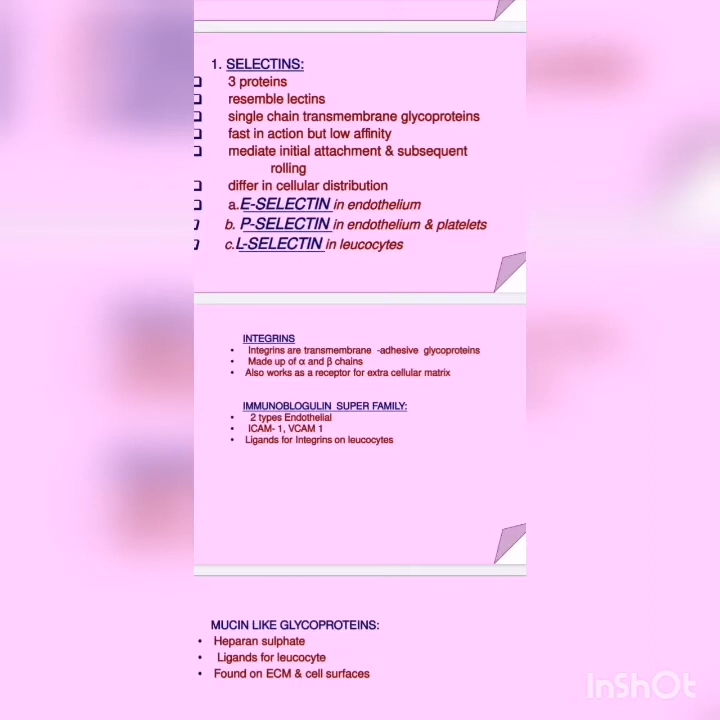 1. SELECTINS:
3 proteins
resemble lectins
single chain transmembrane glycoproteins
fast in action but low affinity
mediate initial attachment & subsequent
rolling
differ in cellular distribution
a.E-SELECTIN in endothelium
b. P-SELECTIN in endothelium & platelets
c.L-SELECTIN in leucocytes
INTEGRINS
• Integrins are transmembrane -adhesive glycoproteins
• Made up of α and β chains
• Also works as a receptor for extra cellular matrix
IMMUNOBLOGULIN SUPER FAMILY:
• 2 types Endothelial
• ICAM- 1, VCAM 1
• Ligands for Integrins on leucocytes
MUCIN LIKE GLYCOPROTEINS:
• Heparan sulphate
• Ligands for leucocyte
• Found on ECM & cell surfaces
InShOt